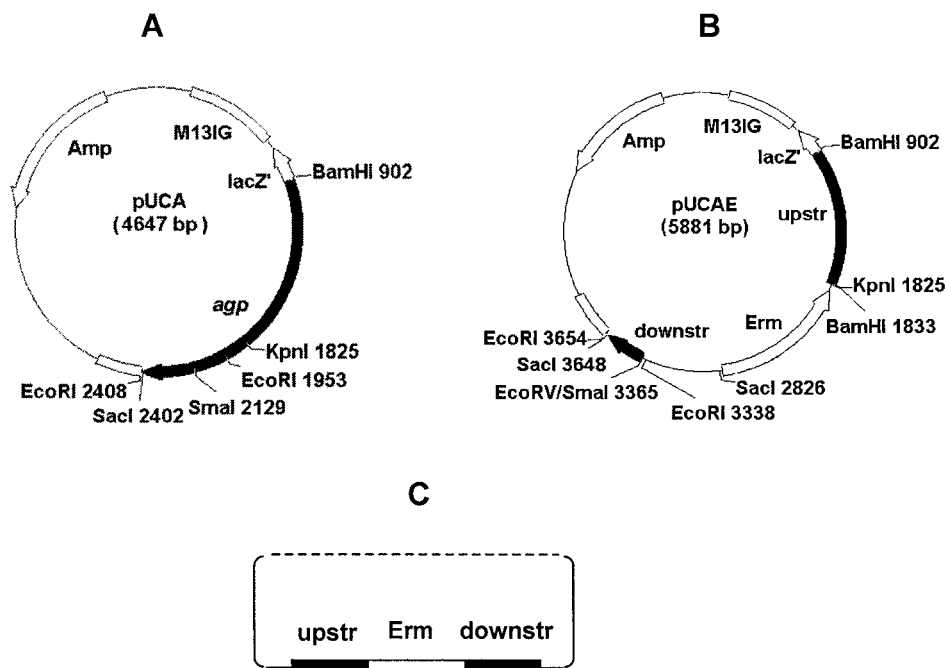 A
Amp
M13IG
lacZ'
BamHI 902
pUCA
(4647 bp)
agp
KpnI 1825
EcoRI 1953
SmaI 2129
SacI 2402
EcoRI 2408
B
Amp
M13IG
lacZ'
BamHI 902
pUCAE
(5881 bp)
upstr
KpnI 1825
BamHI 1833
Erm
downstr
EcoRI 3654
SacI 3648
EcoRV/SmaI 3365
SacI 2826
EcoRI 3338
C
upstr Erm downstr